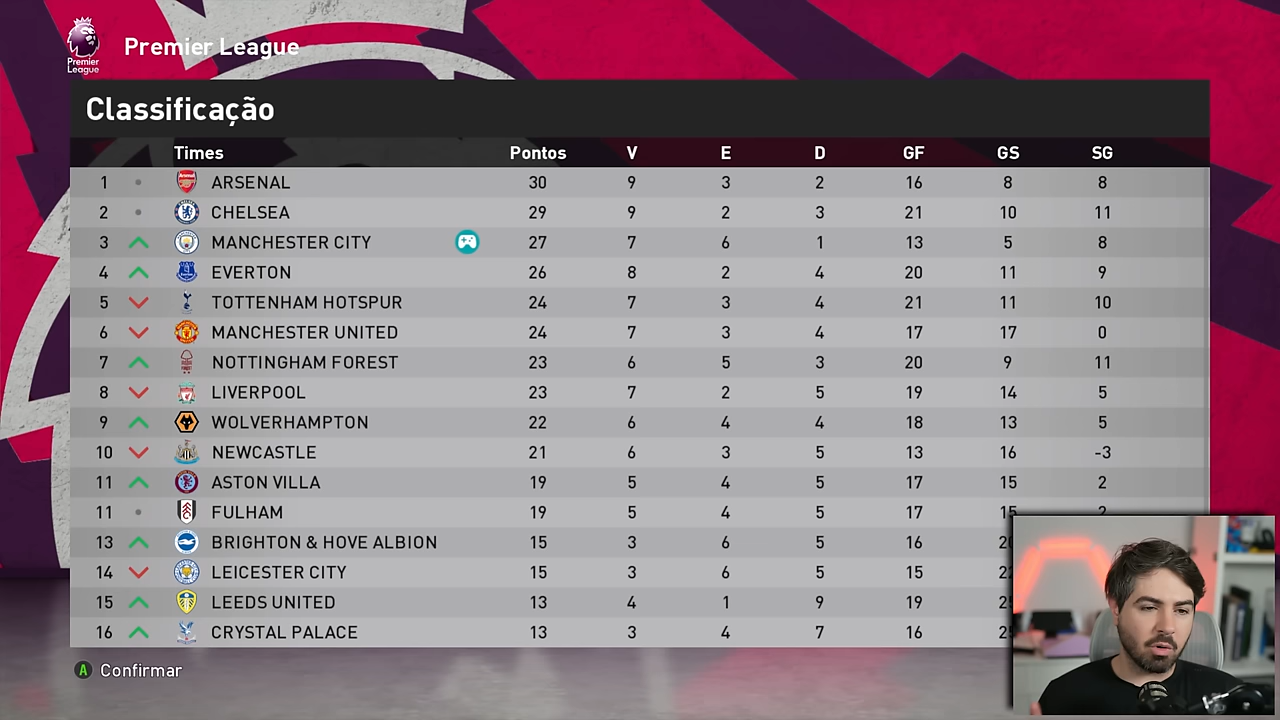 Premier League
Premier League
Classificação
Times Pontos V E D GF GS SG
1 ARSENAL 30 9 3 2 16 8 8
2 CHELSEA 29 9 2 3 21 10 11
3 MANCHESTER CITY 27 7 6 1 13 5 8
4 EVERTON 26 8 2 4 20 11 9
5 TOTTENHAM HOTSPUR 24 7 3 4 21 11 10
6 MANCHESTER UNITED 24 7 3 4 17 17 0
7 NOTTINGHAM FOREST 23 6 5 3 20 9 11
8 LIVERPOOL 23 7 2 5 19 14 5
9 WOLVERHAMPTON 22 6 4 4 18 13 5
10 NEWCASTLE 21 6 3 5 13 16 -3
11 ASTON VILLA 19 5 4 5 17 15 2
11 FULHAM 19 5 4 5 17 15 2
13 BRIGHTON & HOVE ALBION 15 3 6 5 16
14 LEICESTER CITY 15 3 6 5 15
15 LEEDS UNITED 13 4 1 9 19
16 CRYSTAL PALACE 13 3 4 7 16
A Confirmar